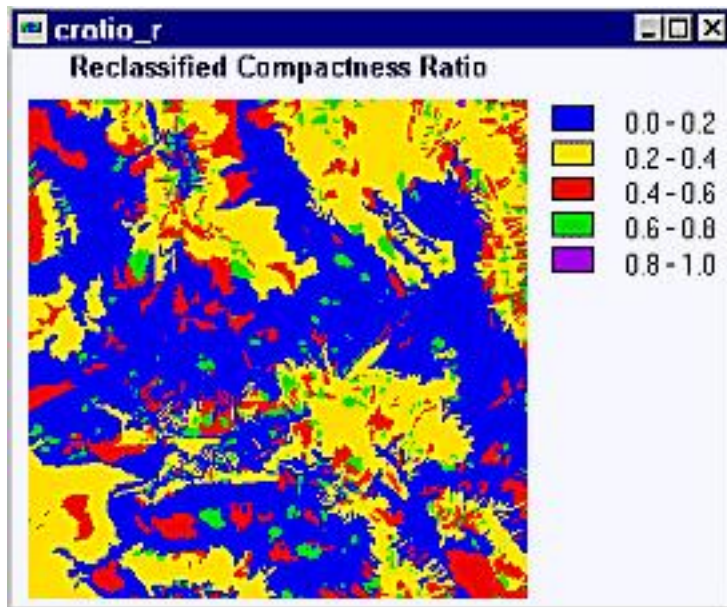 cratio_r
Reclassified Compactness Ratio
0.0 - 0.2
0.2 - 0.4
0.4 - 0.6
0.6 - 0.8
0.8 - 1.0